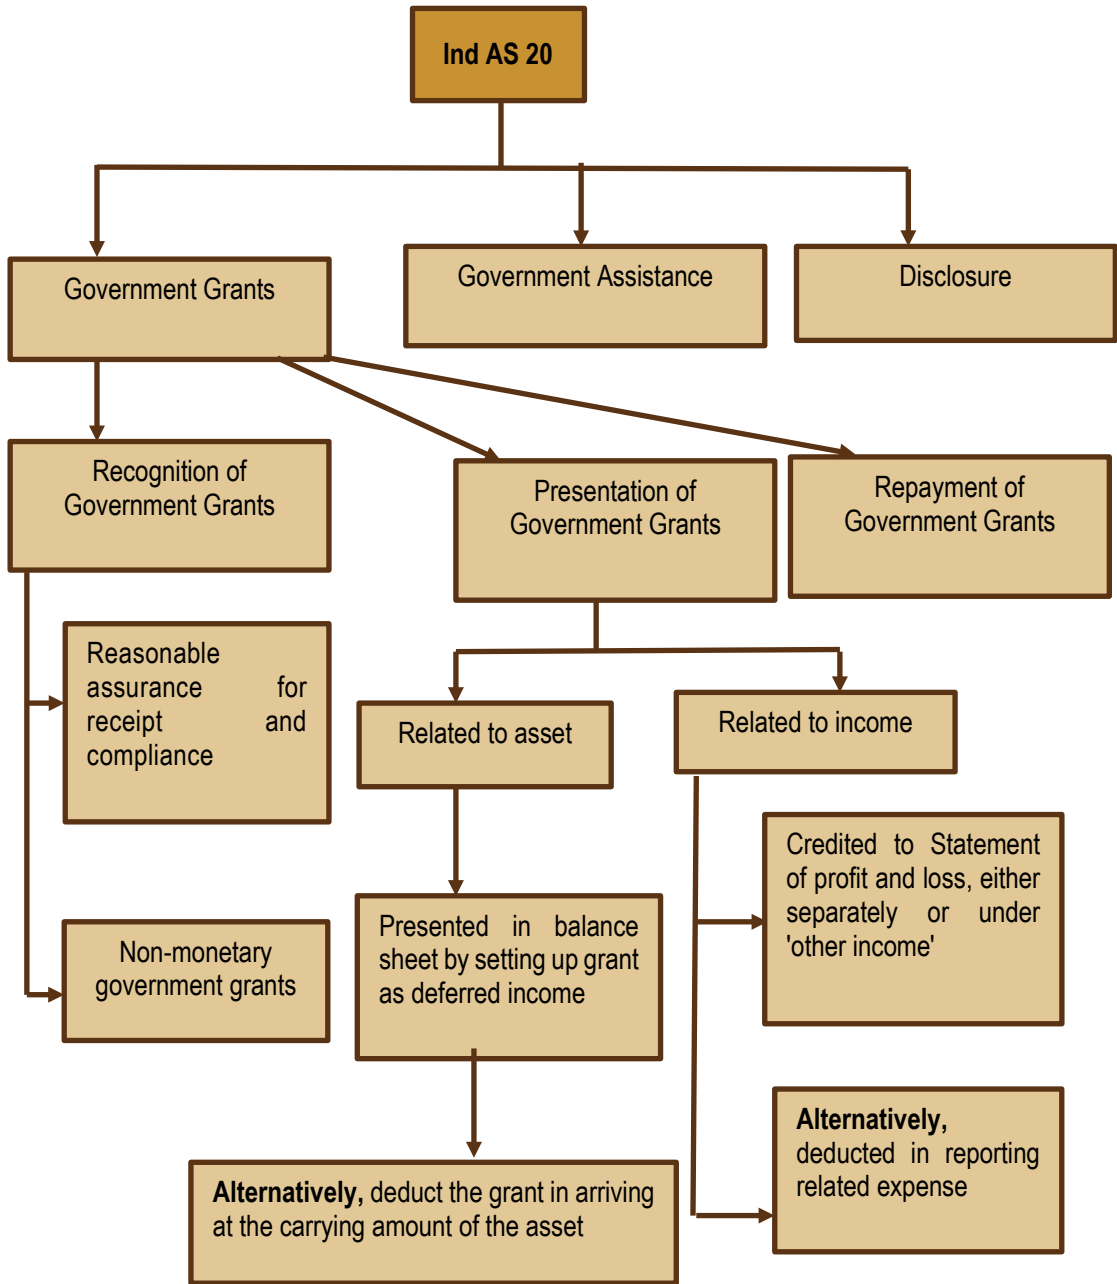 Ind AS 20
Government Grants
Government Assistance
Disclosure
Recognition of
Government Grants
Presentation of
Government Grants
Repayment of
Government Grants
Reasonable
assurance for
receipt and
compliance
Non-monetary
government grants
Related to asset
Related to income
Presented in balance
sheet by setting up grant
as deferred income
Credited to Statement
of profit and loss, either
separately or under
'other income'
Alternatively, deduct the grant in arriving
at the carrying amount of the asset
Alternatively,
deducted in reporting
related expense